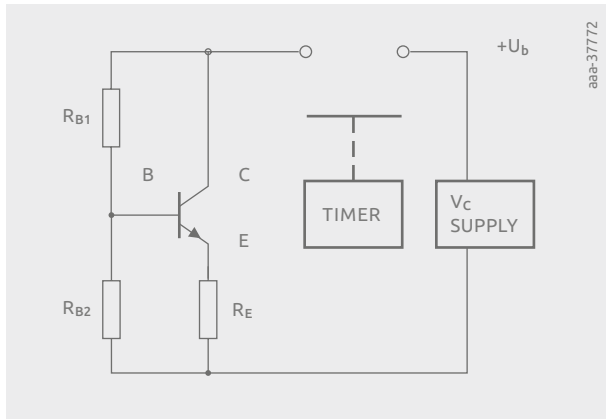 +Ub
aaa-37772
RB1
B
C
TIMER
VC
SUPPLY
E
RB2
RE